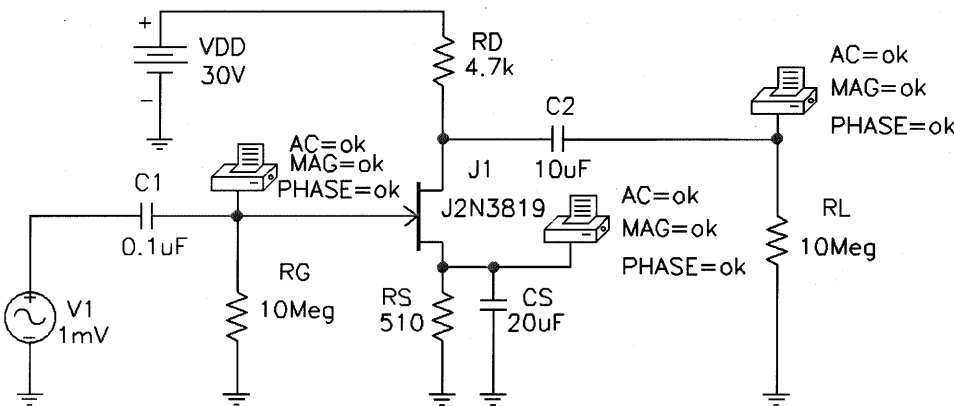 +
VDD
30V
−
RD
4.7k
AC=ok
MAG=ok
PHASE=ok
C2
10uF
AC=ok
MAG=ok
PHASE=ok
J1
J2N3819
C1
0.1uF
AC=ok
MAG=ok
PHASE=ok
RL
10Meg
RG
10Meg
RS
510
CS
20uF
+
V1
1mV
−